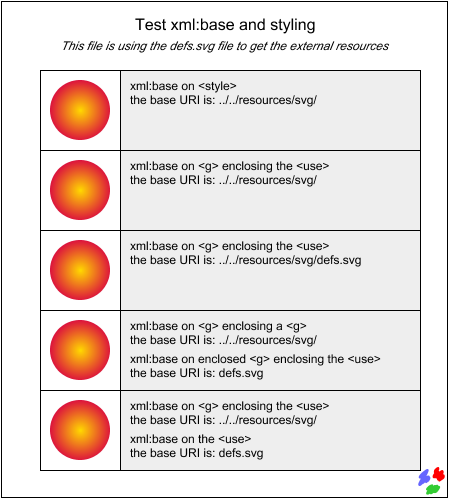 Test xml:base and styling
This file is using the defs.svg file to get the external resources
xml:base on <style>
the base URI is: ../../resources/svg/
xml:base on <g> enclosing the <use>
the base URI is: ../../resources/svg/
xml:base on <g> enclosing the <use>
the base URI is: ../../resources/svg/defs.svg
xml:base on <g> enclosing a <g>
the base URI is: ../../resources/svg/
xml:base on enclosed <g> enclosing the <use>
the base URI is: defs.svg
xml:base on <g> enclosing the <use>
the base URI is: ../../resources/svg/
xml:base on the <use>
the base URI is: defs.svg